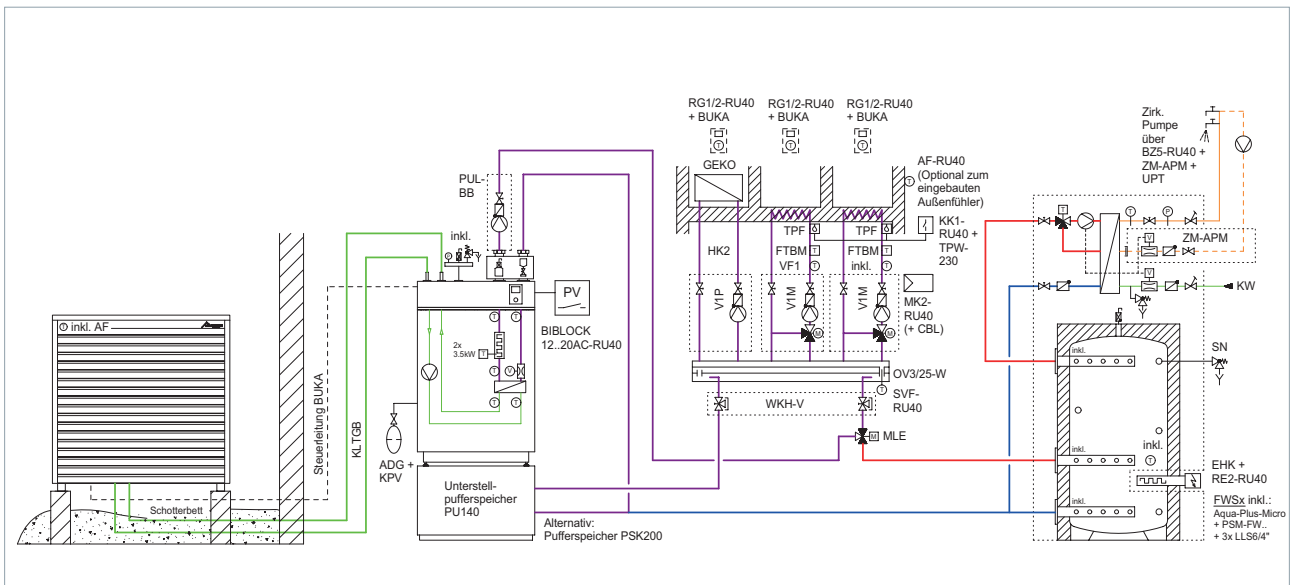 inkl. AF
Schotterbett
Steuerleitung BUKA
KLTGB
inkl.
P
PUL-
BB
PV
BIBLOCK
12..20AC-RU40
2x
3.5kW
T
T
T
T
V
T
T
ADG +
KPV
Unterstell-
pufferspeicher
PU140
Alternativ:
Pufferspeicher PSK200
RG1/2-RU40
+ BUKA
RG1/2-RU40
+ BUKA
RG1/2-RU40
+ BUKA
GEKO
AF-RU40
(Optional zum
eingebauten
Außenfühler)
KK1-
RU40 +
TPW-
230
HK2
TPF
FTBM
VF1
TPF
FTBM
inkl.
V1P
V1M
V1M
M
M
MK2-
RU40
(+ CBL)
OV3/25-W
SVF-
RU40
WKH-V
M
MLE
Zirk.
Pumpe
über
BZ5-RU40 +
ZM-APM +
UPT
T
T
P
V
ZM-APM
V
KW
SN
inkl.
inkl.
inkl.
T
inkl.
EHK +
RE2-RU40
FWSx inkl.:
Aqua-Plus-Micro
+ PSM-FW..
+ 3x LLS6/4"